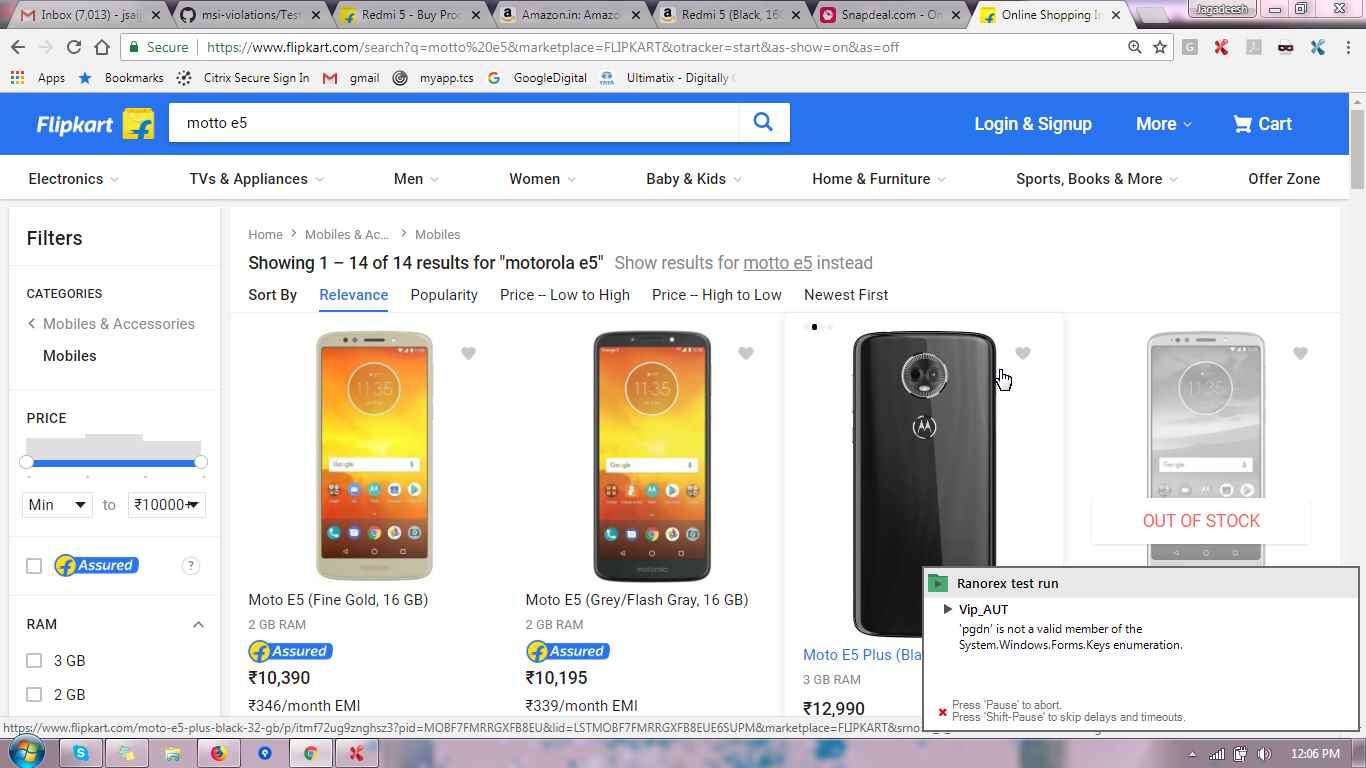 Inbox (7,013) - jsaij
msi-violations/Test
Redmi 5 - Buy Proc
Amazon.in: Amazo
Redmi 5 (Black, 16G
Snapdeal.com - On
Online Shopping In
Jagadeesh
Secure
https://www.flipkart.com/search?q=motto%20e5&marketplace=FLIPKART&otracker=start&as-show=on&as=off
Apps
Bookmarks
Citrix Secure Sign In
gmail
myapp.tcs
GoogleDigital
Ultimatix - Digitally
Flipkart
motto e5
Login & Signup
More
Cart
Electronics
TVs & Appliances
Men
Women
Baby & Kids
Home & Furniture
Sports, Books & More
Offer Zone
Filters
CATEGORIES
Mobiles & Accessories
Mobiles
PRICE
Min
to
₹10000+
Assured
?
RAM
3 GB
2 GB
Home
Mobiles & Ac...
Mobiles
Showing 1 – 14 of 14 results for "motorola e5" Show results for motto e5 instead
Sort By
Relevance
Popularity
Price -- Low to High
Price -- High to Low
Newest First
11:35
Google
Moto E5 (Fine Gold, 16 GB)
2 GB RAM
Assured
₹10,390
₹346/month EMI
11:35
Google
Moto E5 (Grey/Flash Gray, 16 GB)
2 GB RAM
Assured
₹10,195
₹339/month EMI
Moto E5 Plus (Bla
3 GB RAM
₹12,990
11:35
Google
OUT OF STOCK
Ranorex test run
Vip_AUT
'pgdn' is not a valid member of the
System.Windows.Forms.Keys enumeration.
Press 'Pause' to abort.
Press 'Shift-Pause' to skip delays and timeouts.
https://www.flipkart.com/moto-e5-plus-black-32-gb/p/itmf72ug9znghsz3?pid=MOBF7FMRRGXFB8EU&lid=LSTMOBF7FMRRGXFB8EUE6SUPM&marketplace=FLIPKART&srno
12:06 PM